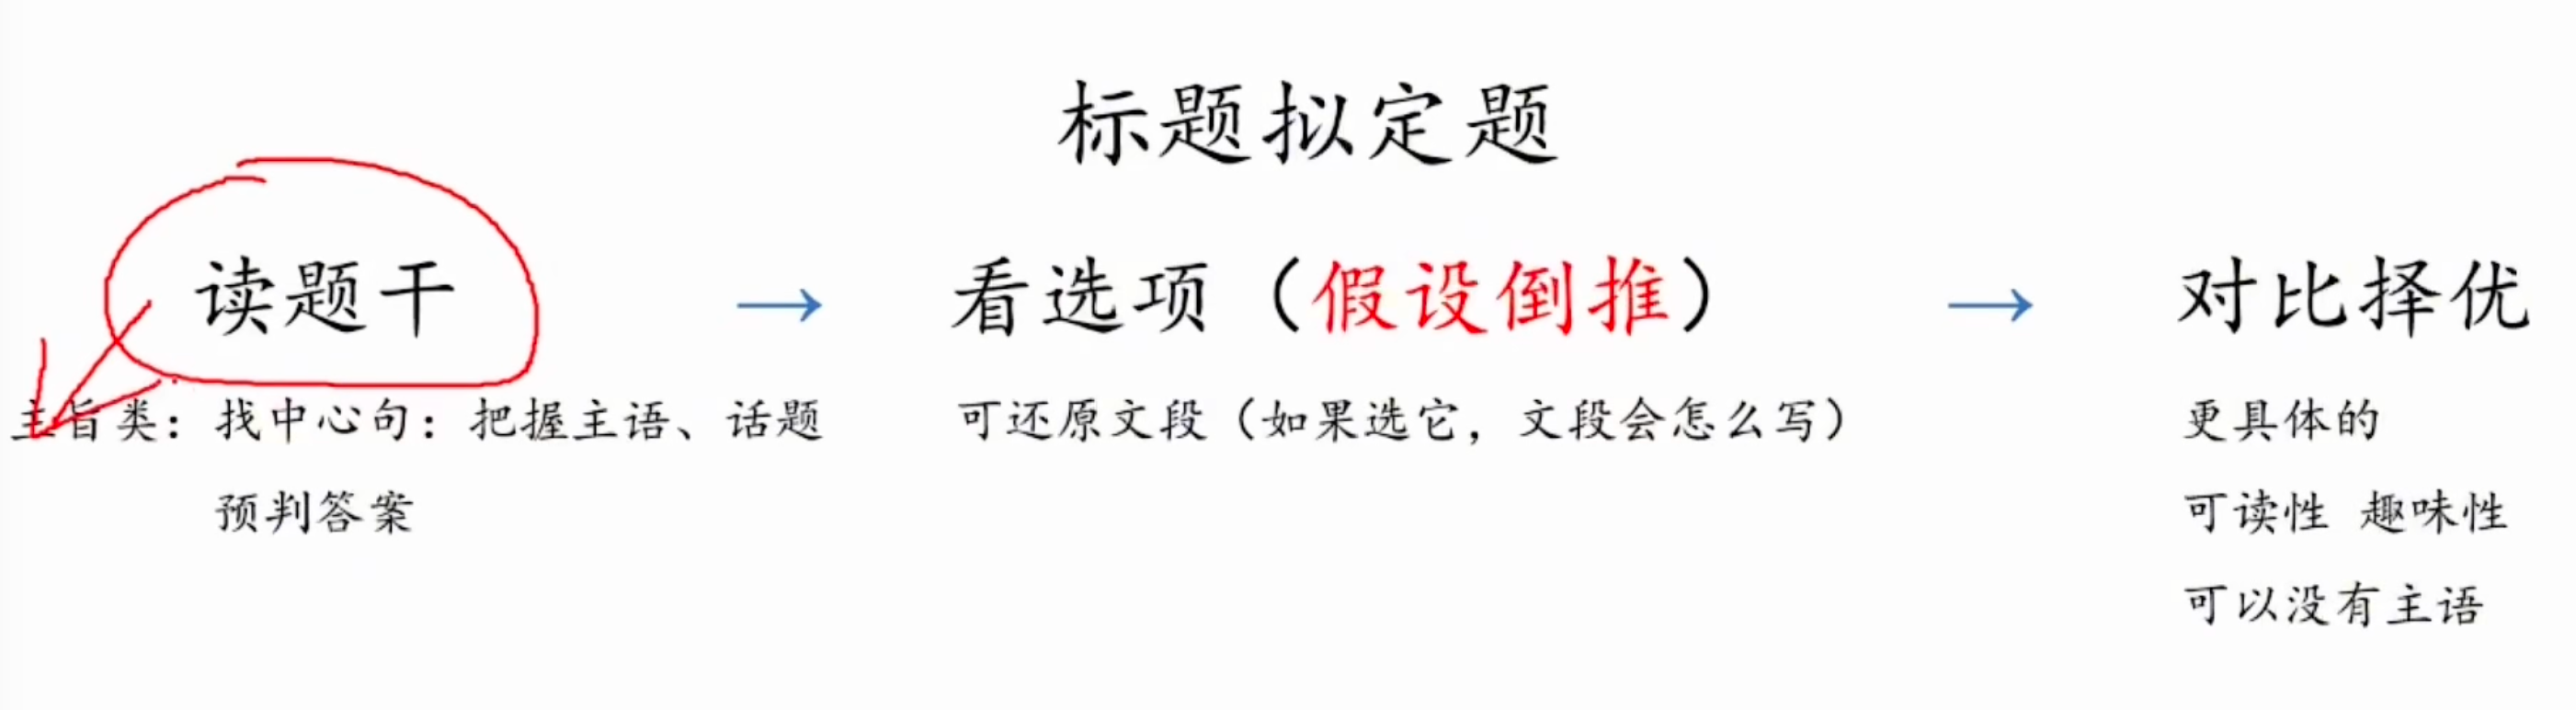 标题拟定题
读题干 → 看选项（假设倒推） → 对比择优
主旨类：找中心句：把握主语、话题 可还原文段（如果选它，文段会怎么写） 更具体的
预判答案 可读性 趣味性
可以没有主语